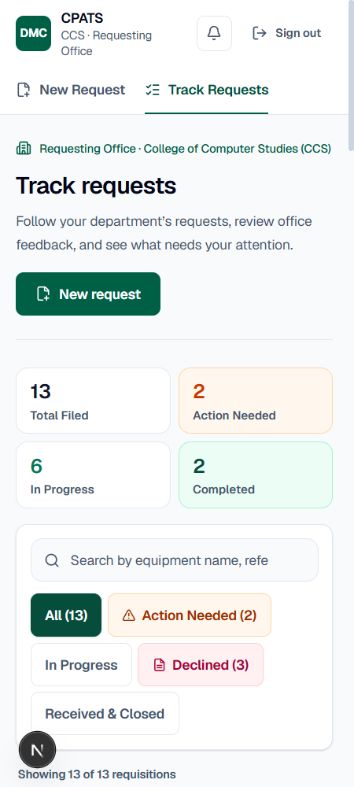 DMC
CPATS
CCS · Requesting
Office
Sign out
New Request
Track Requests
Requesting Office · College of Computer Studies (CCS)
Track requests
Follow your department's requests, review office
feedback, and see what needs your attention.
New request
13
Total Filed
2
Action Needed
6
In Progress
2
Completed
Search by equipment name, refe
All (13)
Action Needed (2)
In Progress
Declined (3)
Received & Closed
N
Showing 13 of 13 requisitions